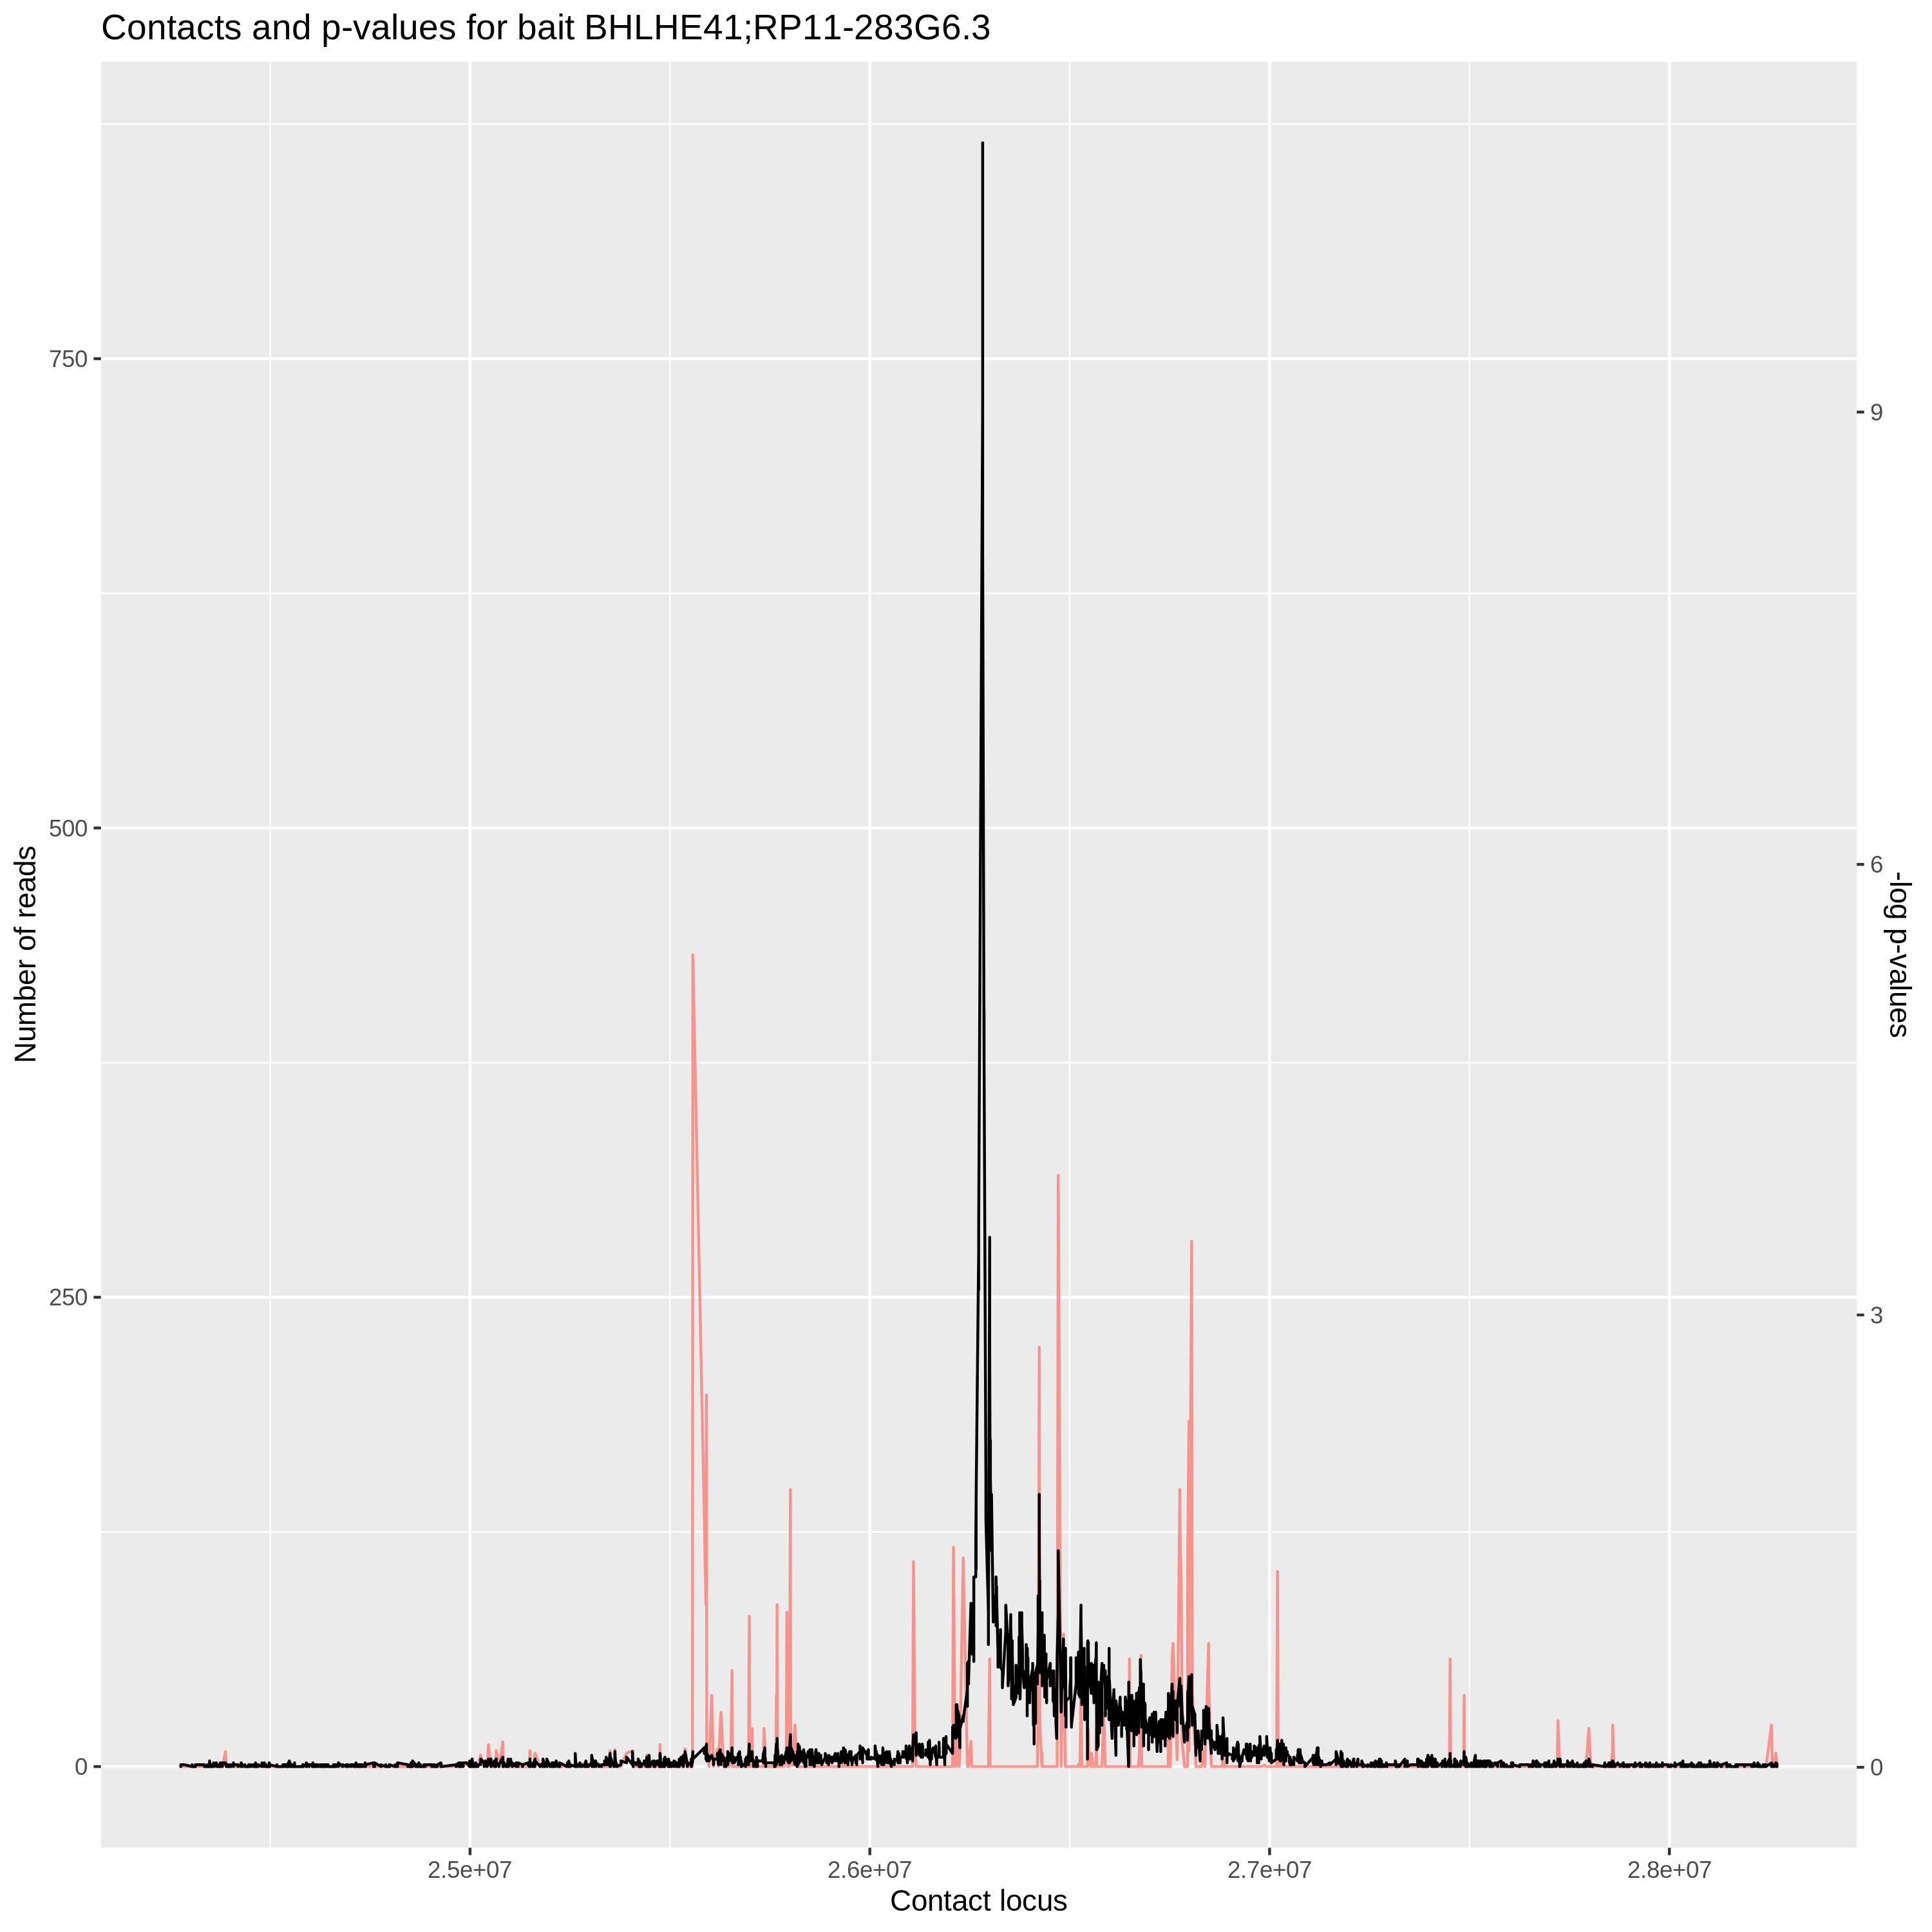 Contacts and p-values for bait BHLHE41;RP11-283G6.3
750
500
250
0
9
6
3
0
Number of reads
-log p-values
2.5e+07
2.6e+07
2.7e+07
2.8e+07
Contact locus